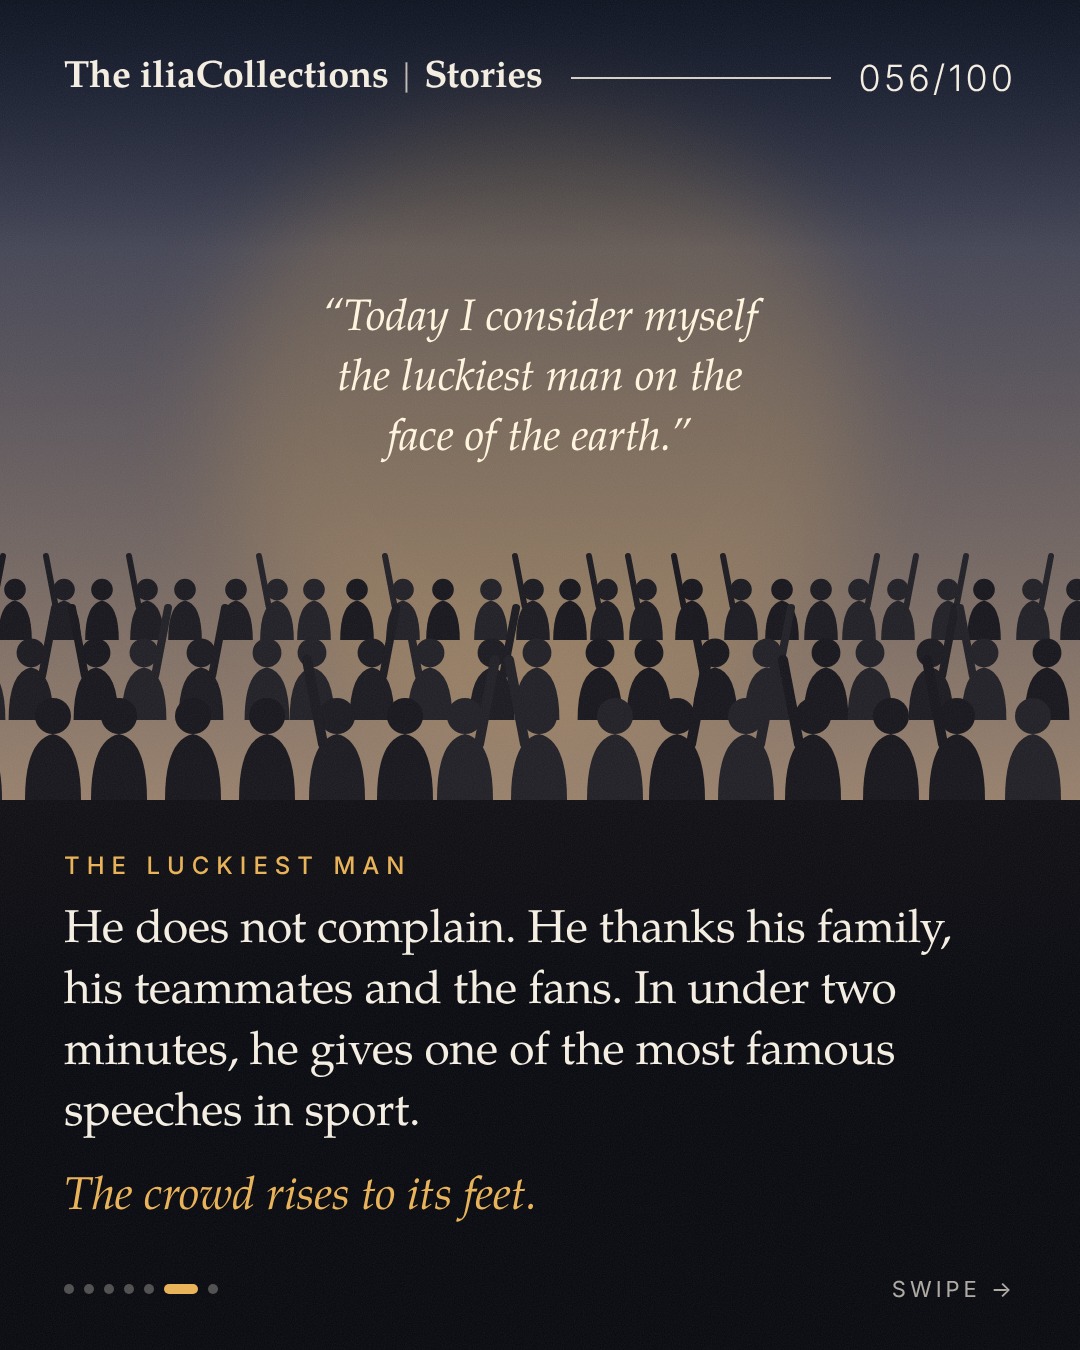 The iliaCollections | Stories 056/100
“Today I consider myself
the luckiest man on the
face of the earth.”
THE LUCKIEST MAN
He does not complain. He thanks his family,
his teammates and the fans. In under two
minutes, he gives one of the most famous
speeches in sport.
The crowd rises to its feet.
SWIPE →